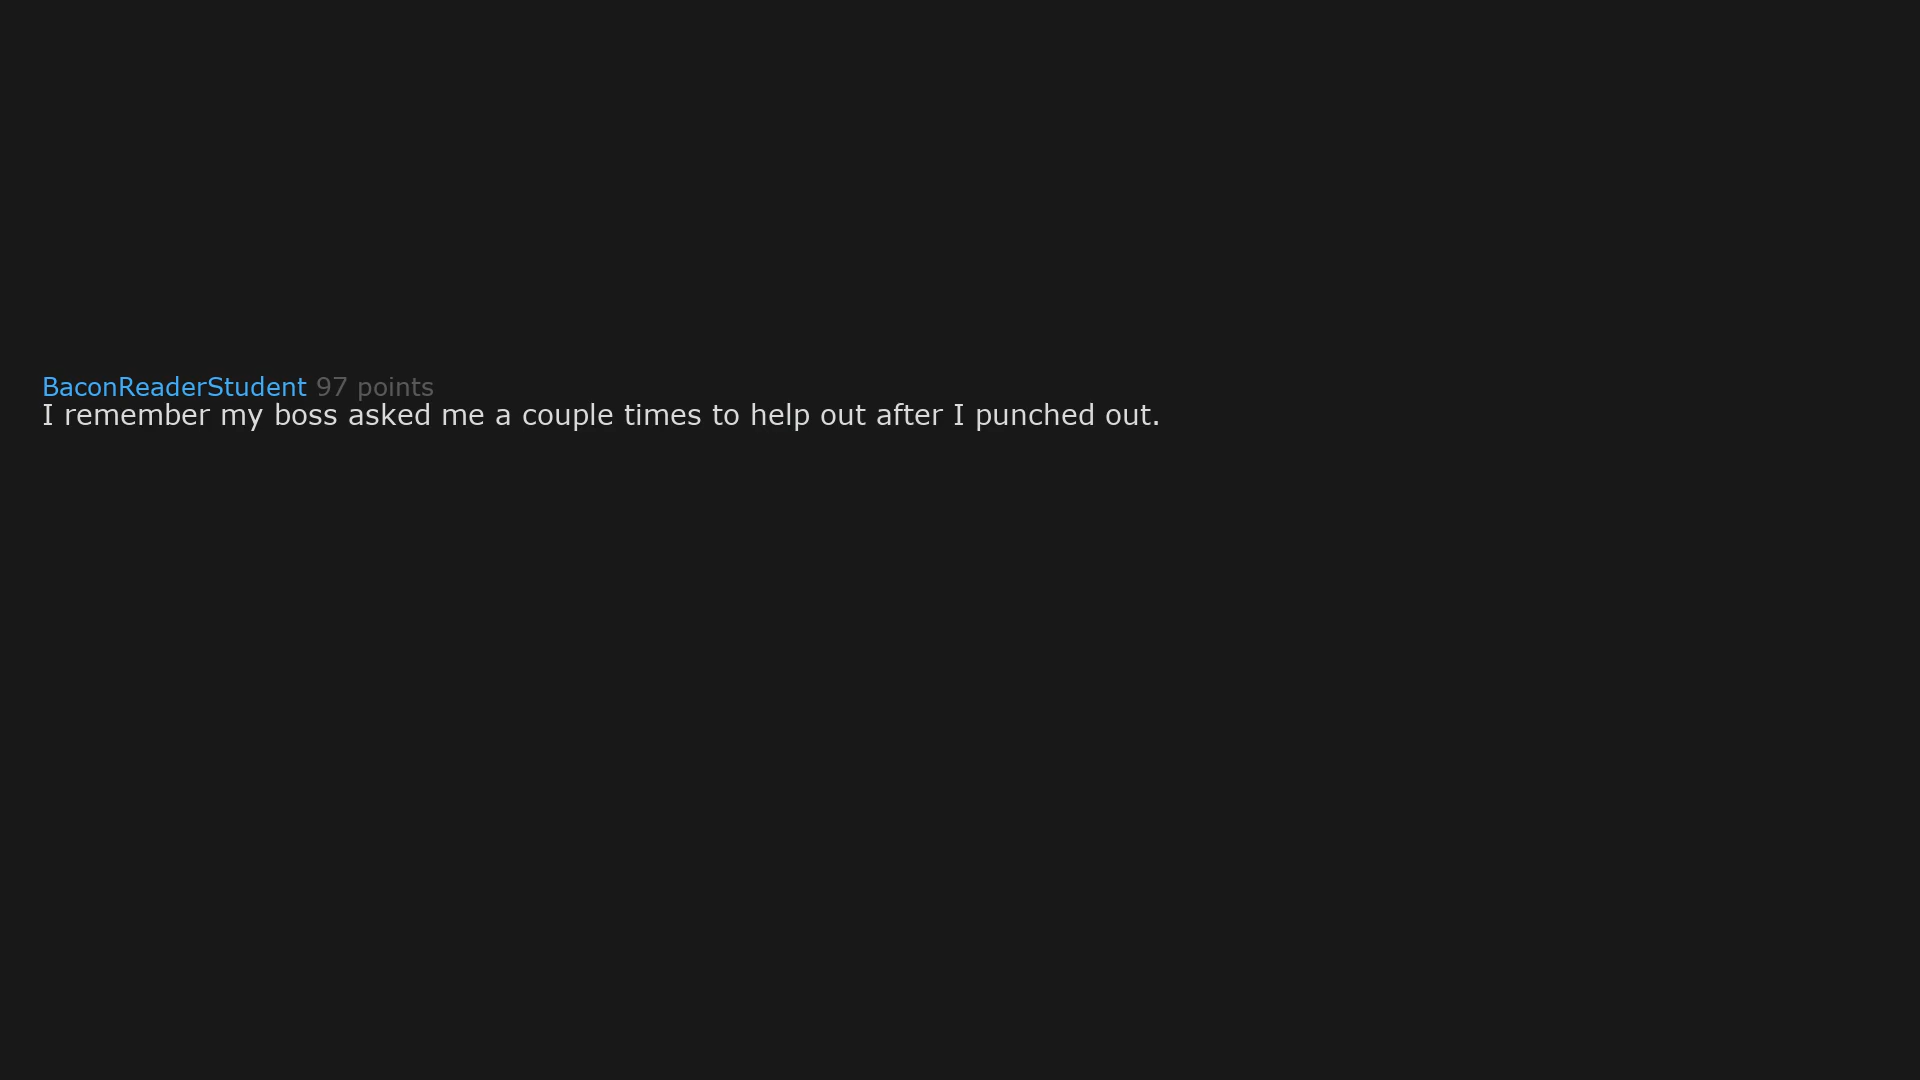 BaconReaderStudent 97 points
I remember my boss asked me a couple times to help out after I punched out.